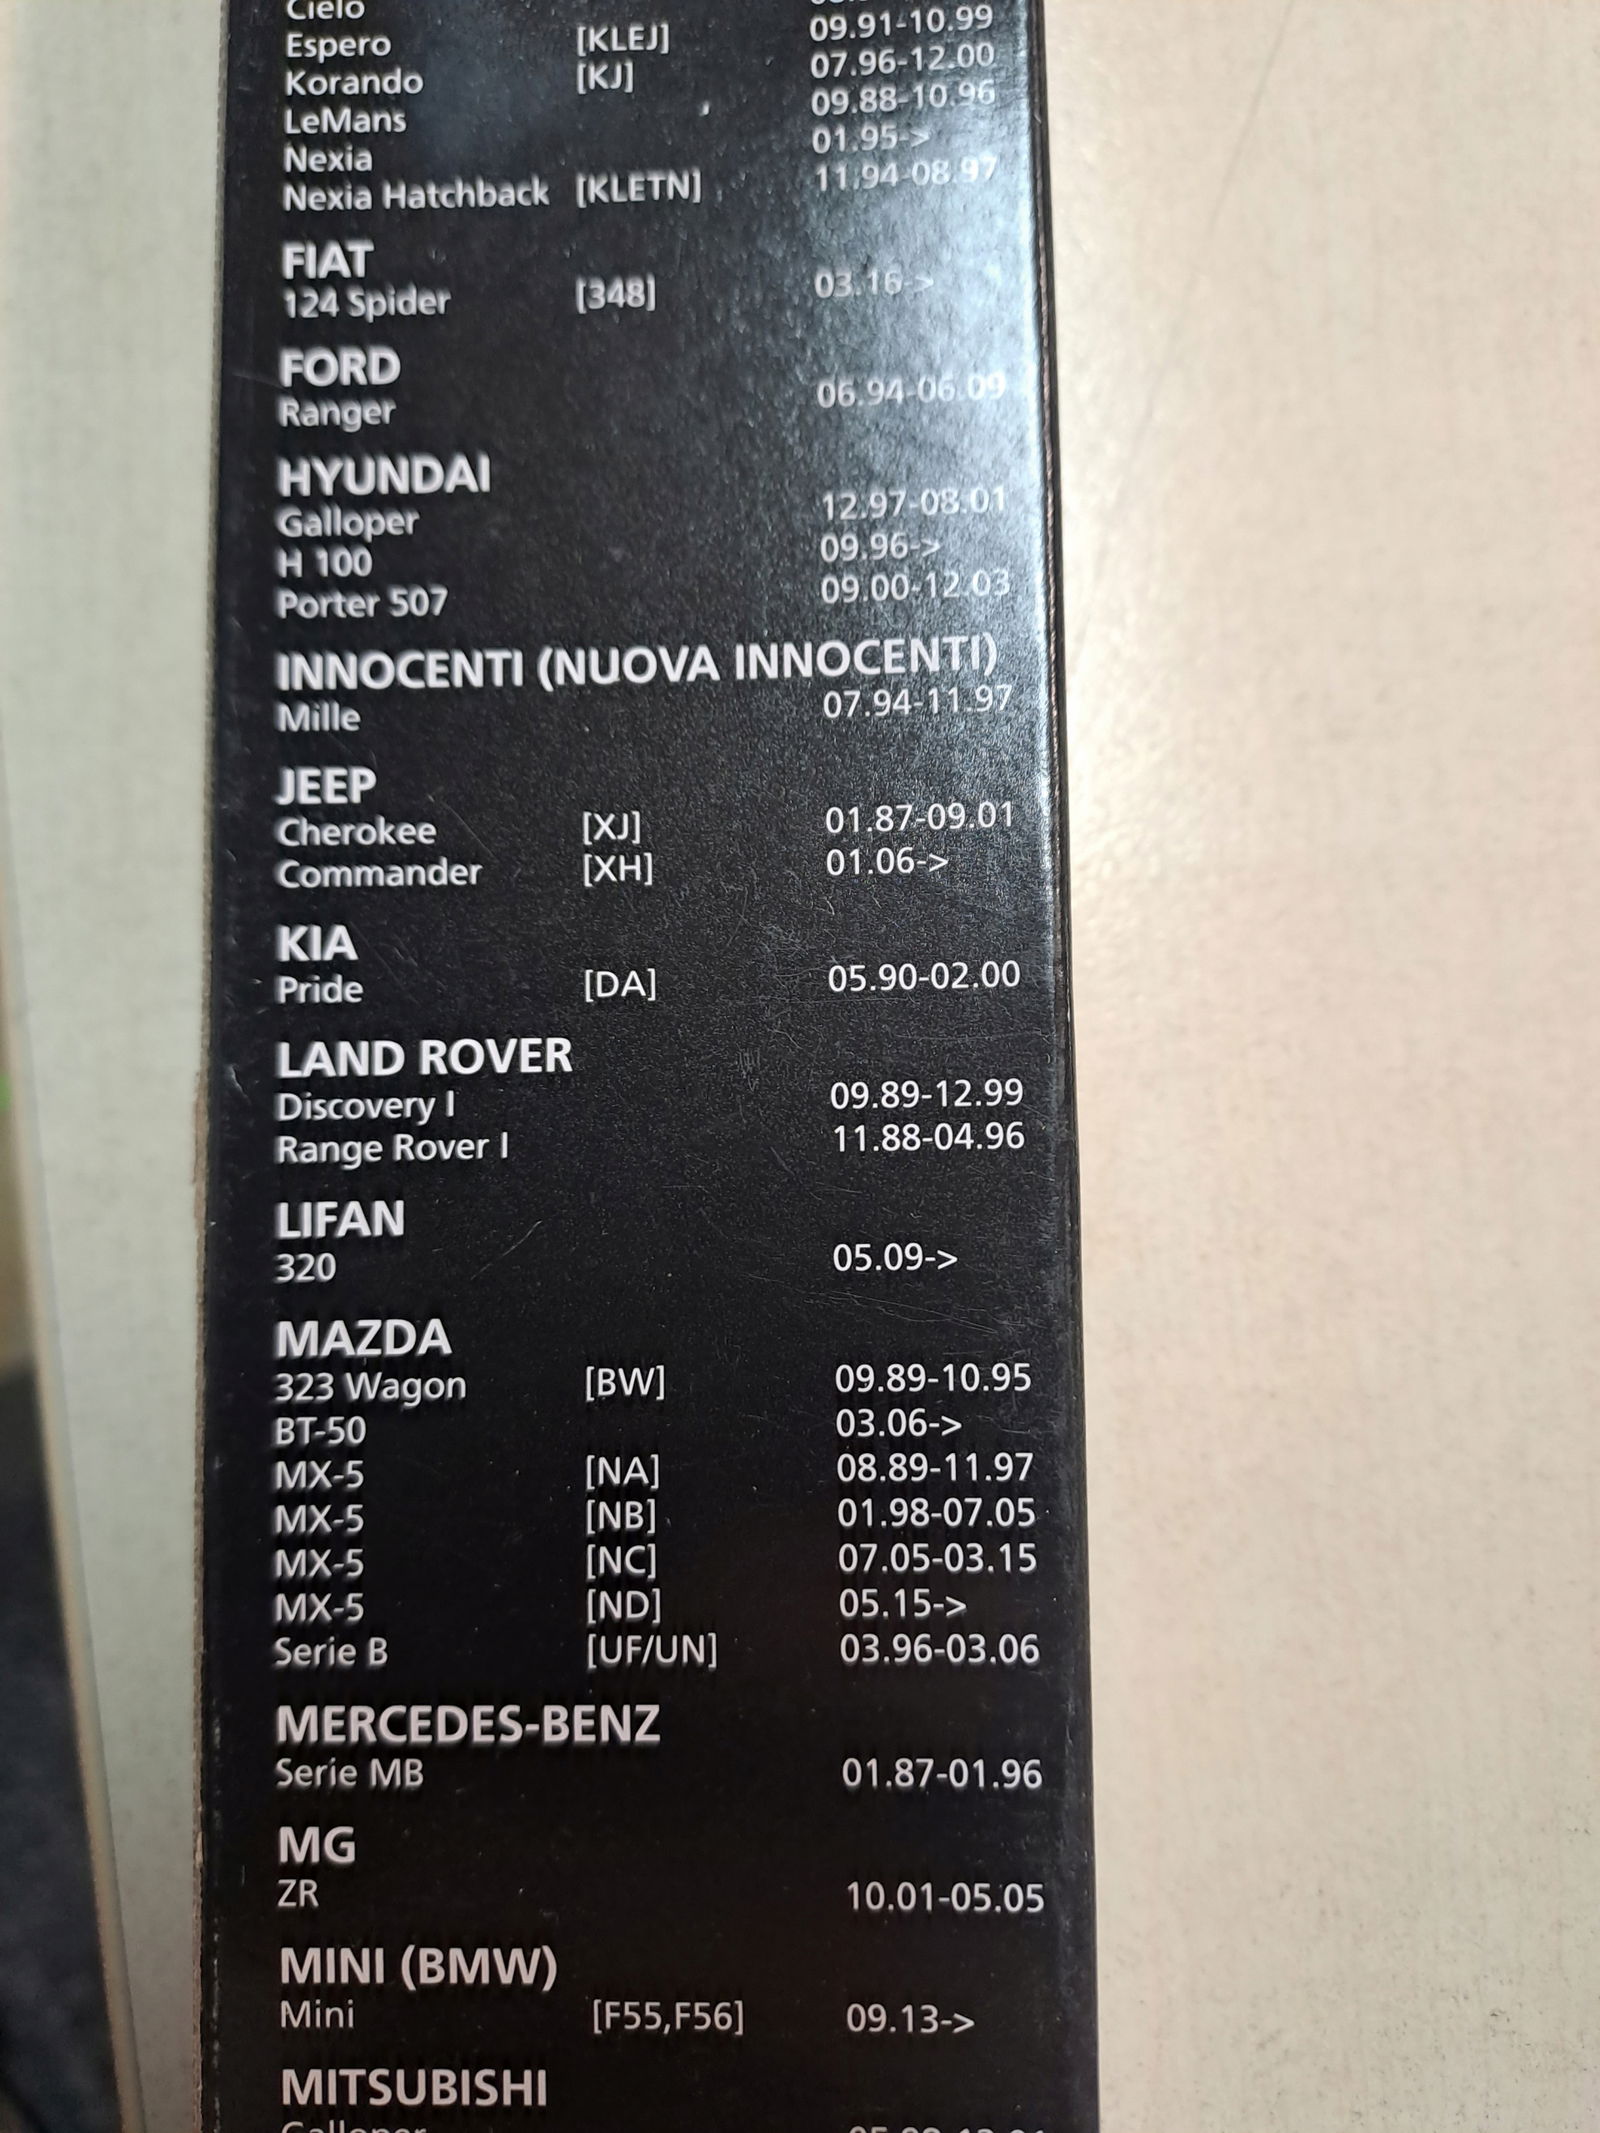 Cielo
Espero [KLEJ] 09.91-10.99
Korando [KJ] 07.96-12.00
LeMans 09.88-10.96
Nexia 01.95->
Nexia Hatchback [KLETN] 11.94-08.97
FIAT
124 Spider [348] 03.16->
FORD
Ranger 06.94-06.09
HYUNDAI
Galloper 12.97-08.01
H 100 09.96->
Porter 507 09.00-12.03
INNOCENTI (NUOVA INNOCENTI)
Mille 07.94-11.97
JEEP
Cherokee [XJ] 01.87-09.01
Commander [XH] 01.06->
KIA
Pride [DA] 05.90-02.00
LAND ROVER
Discovery I 09.89-12.99
Range Rover I 11.88-04.96
LIFAN
320 05.09->
MAZDA
323 Wagon [BW] 09.89-10.95
BT-50 03.06->
MX-5 [NA] 08.89-11.97
MX-5 [NB] 01.98-07.05
MX-5 [NC] 07.05-03.15
MX-5 [ND] 05.15->
Serie B [UF/UN] 03.96-03.06
MERCEDES-BENZ
Serie MB 01.87-01.96
MG
ZR 10.01-05.05
MINI (BMW)
Mini [F55,F56] 09.13->
MITSUBISHI
Galloper